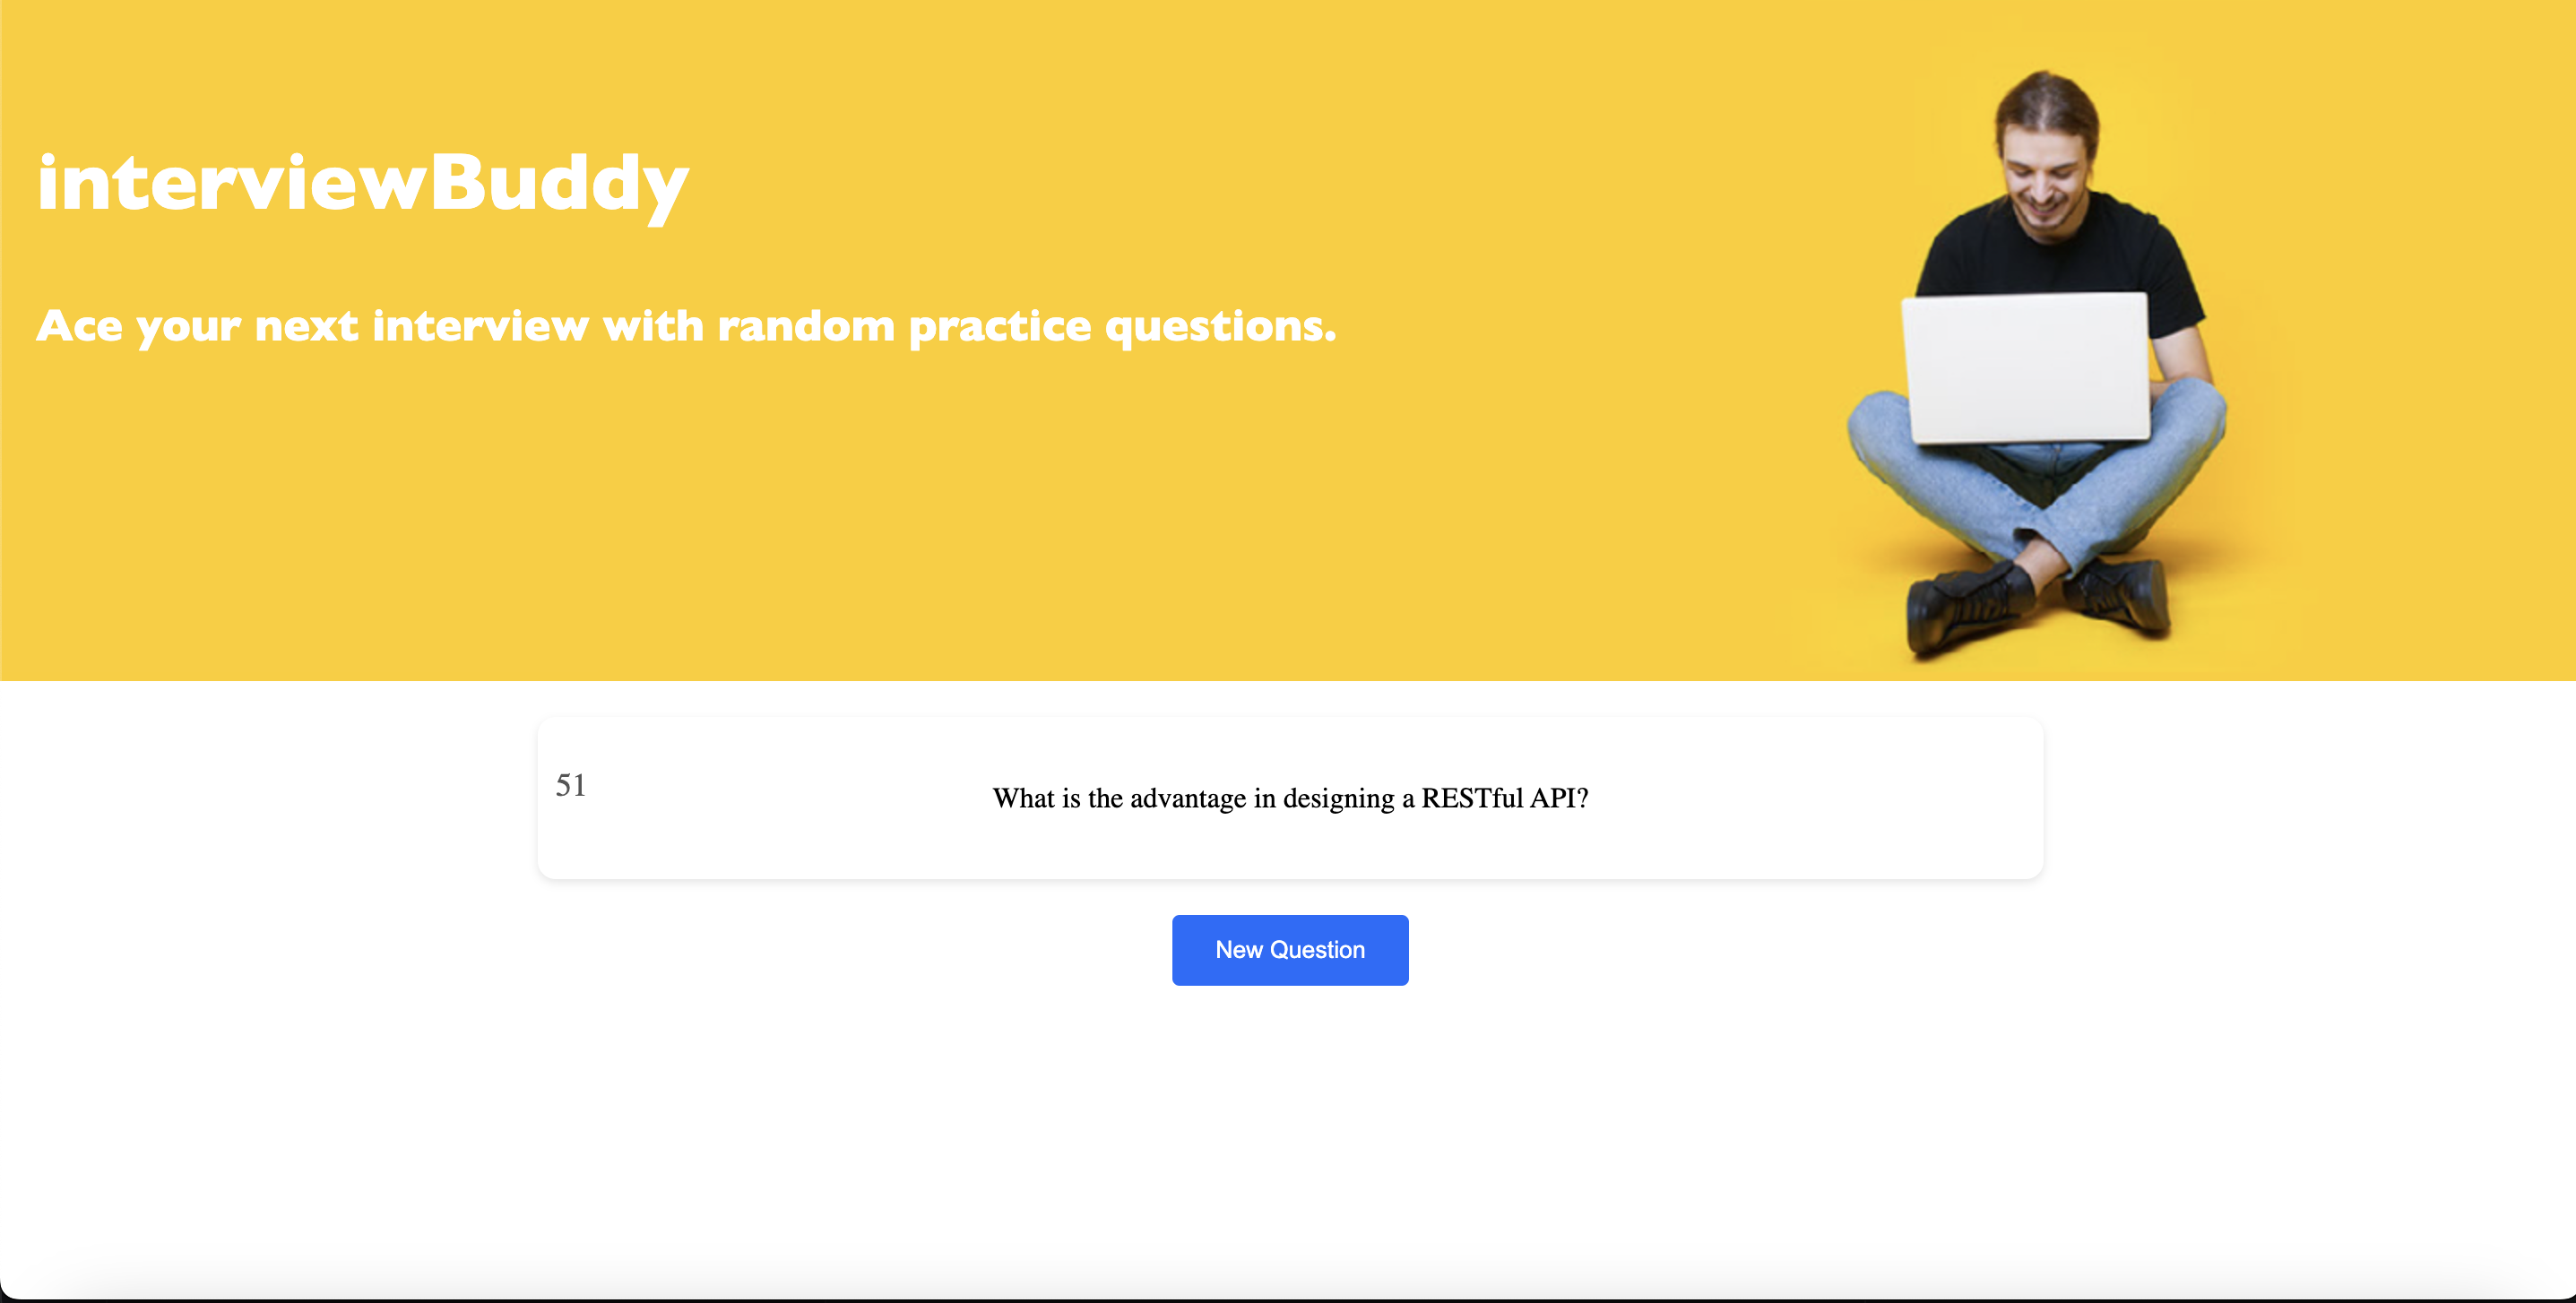 interviewBuddy
Ace your next interview with random practice questions.
51
What is the advantage in designing a RESTful API?
New Question